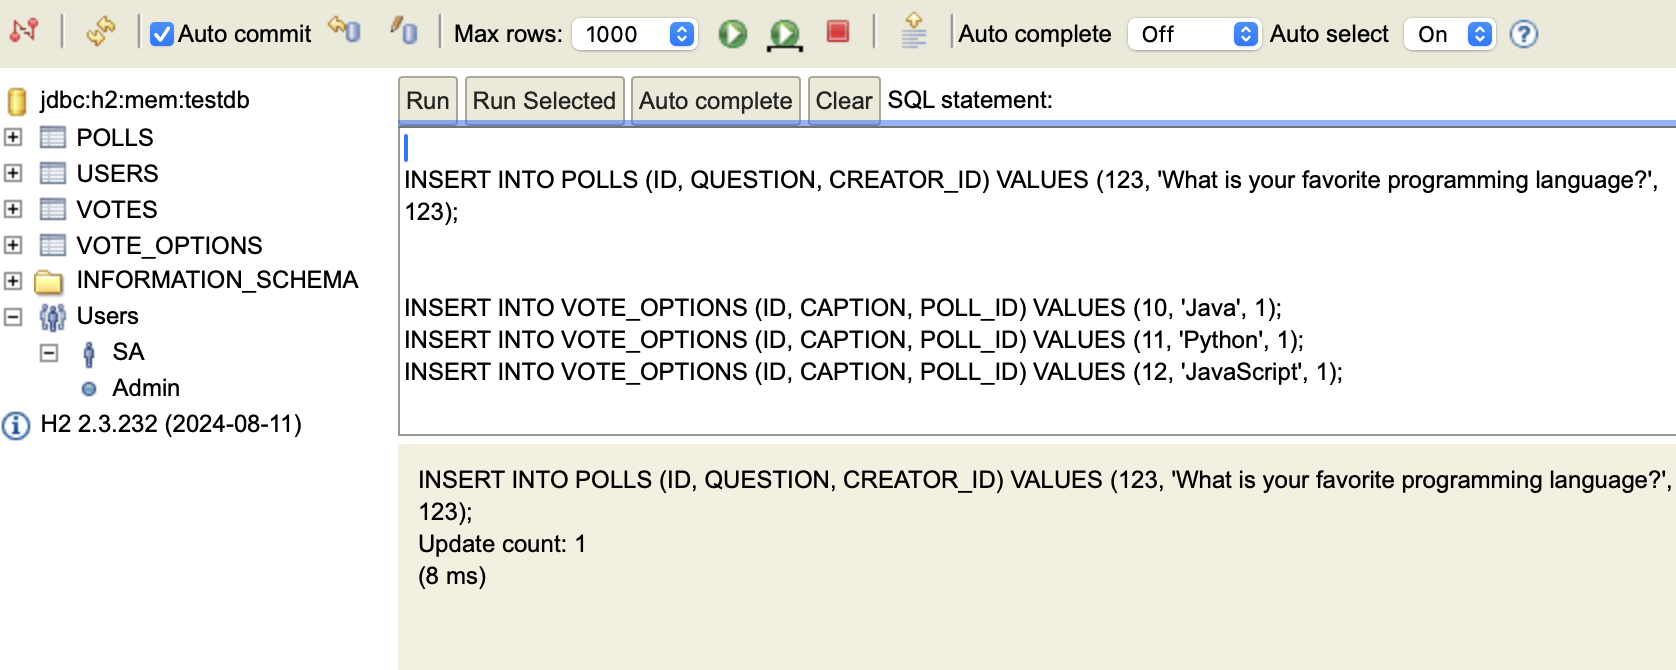 Auto commit Max rows: 1000 Auto complete Off Auto select On ?
jdbc:h2:mem:testdb
POLLS
USERS
VOTES
VOTE_OPTIONS
INFORMATION_SCHEMA
Users
SA
Admin
H2 2.3.232 (2024-08-11)
Run Run Selected Auto complete Clear SQL statement:
INSERT INTO POLLS (ID, QUESTION, CREATOR_ID) VALUES (123, 'What is your favorite programming language?',
123);
INSERT INTO VOTE_OPTIONS (ID, CAPTION, POLL_ID) VALUES (10, 'Java', 1);
INSERT INTO VOTE_OPTIONS (ID, CAPTION, POLL_ID) VALUES (11, 'Python', 1);
INSERT INTO VOTE_OPTIONS (ID, CAPTION, POLL_ID) VALUES (12, 'JavaScript', 1);
INSERT INTO POLLS (ID, QUESTION, CREATOR_ID) VALUES (123, 'What is your favorite programming language?',
123);
Update count: 1
(8 ms)